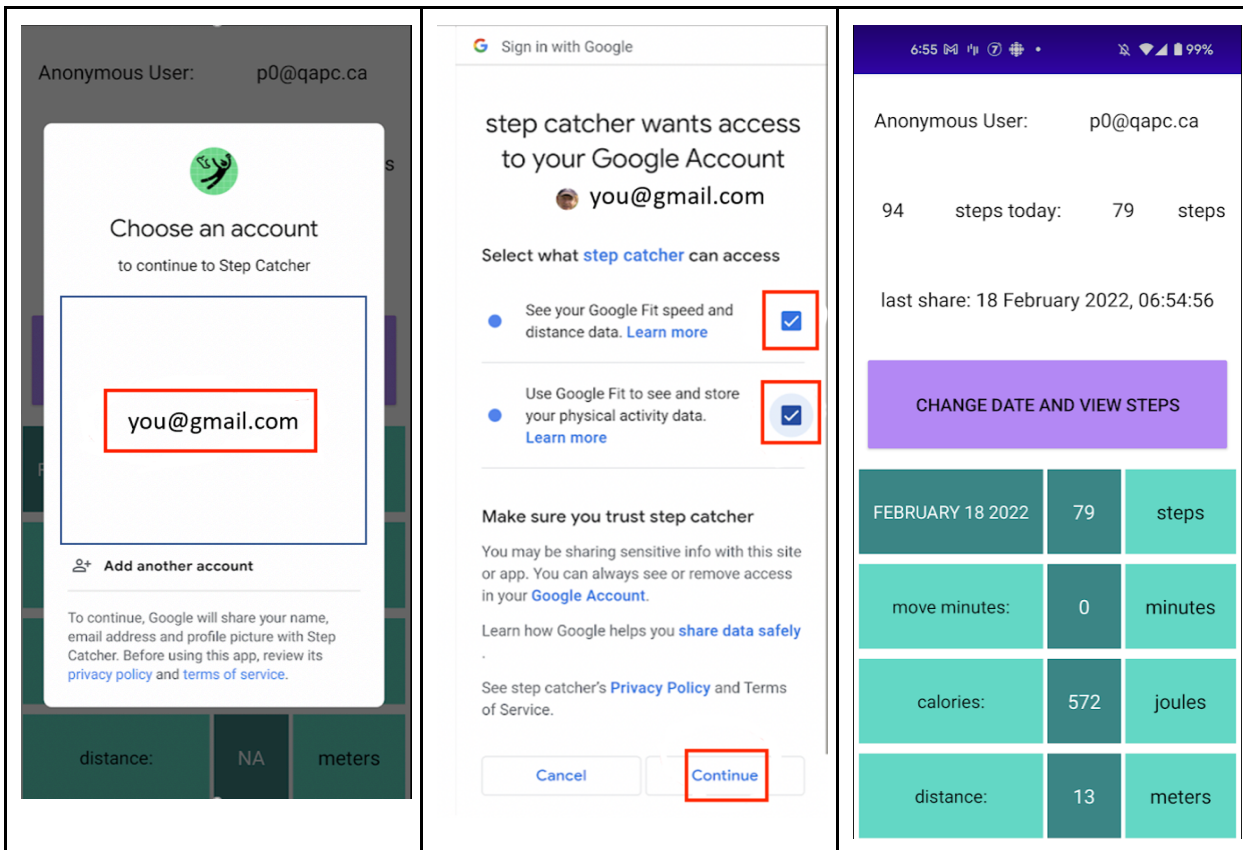 Anonymous User: p0@qapc.ca
s
Choose an account
to continue to Step Catcher
you@gmail.com
Add another account
To continue, Google will share your name,
email address and profile picture with Step
Catcher. Before using this app, review its
privacy policy and terms of service.
distance: NA meters
Sign in with Google
step catcher wants access
to your Google Account
you@gmail.com
Select what step catcher can access
See your Google Fit speed and
distance data. Learn more
Use Google Fit to see and store
your physical activity data.
Learn more
Make sure you trust step catcher
You may be sharing sensitive info with this site
or app. You can always see or remove access
in your Google Account.
Learn how Google helps you share data safely
.
See step catcher's Privacy Policy and Terms
of Service.
Cancel Continue
6:55 99%
Anonymous User: p0@qapc.ca
94 steps today: 79 steps
last share: 18 February 2022, 06:54:56
CHANGE DATE AND VIEW STEPS
FEBRUARY 18 2022 79 steps
move minutes: 0 minutes
calories: 572 joules
distance: 13 meters